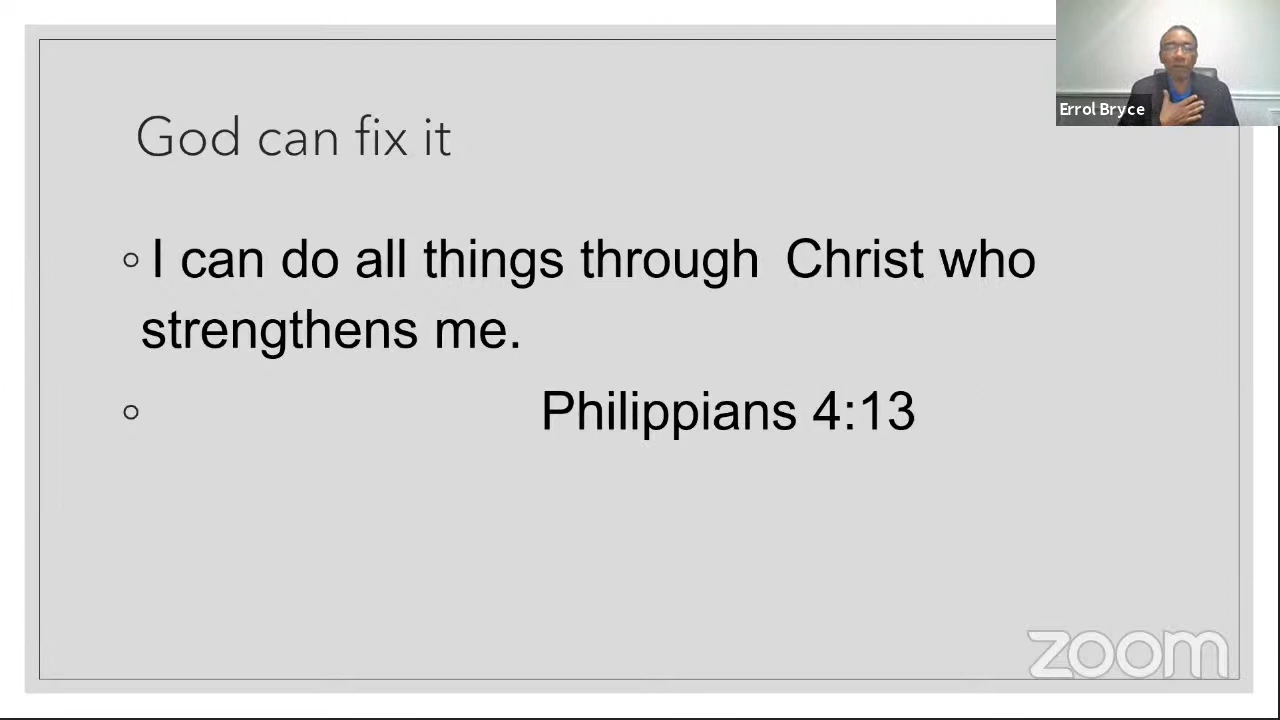 God can fix it
I can do all things through Christ who
strengthens me.
Philippians 4:13
Errol Bryce
zoom